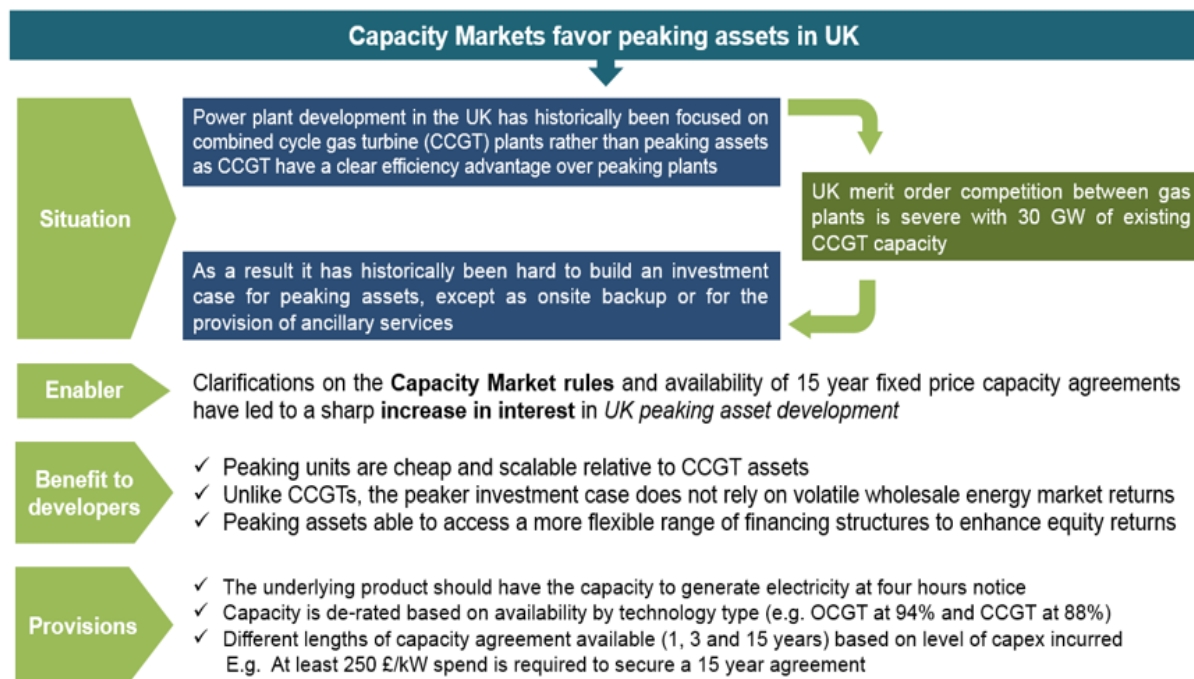 Capacity Markets favor peaking assets in UK
Situation
Power plant development in the UK has historically been focused on
combined cycle gas turbine (CCGT) plants rather than peaking assets
as CCGT have a clear efficiency advantage over peaking plants
UK merit order competition between gas
plants is severe with 30 GW of existing
CCGT capacity
As a result it has historically been hard to build an investment
case for peaking assets, except as onsite backup or for the
provision of ancillary services
Enabler
Clarifications on the Capacity Market rules and availability of 15 year fixed price capacity agreements
have led to a sharp increase in interest in UK peaking asset development
Benefit to
developers
✓ Peaking units are cheap and scalable relative to CCGT assets
✓ Unlike CCGTs, the peaker investment case does not rely on volatile wholesale energy market returns
✓ Peaking assets able to access a more flexible range of financing structures to enhance equity returns
Provisions
✓ The underlying product should have the capacity to generate electricity at four hours notice
✓ Capacity is de-rated based on availability by technology type (e.g. OCGT at 94% and CCGT at 88%)
✓ Different lengths of capacity agreement available (1, 3 and 15 years) based on level of capex incurred
E.g. At least 250 £/kW spend is required to secure a 15 year agreement